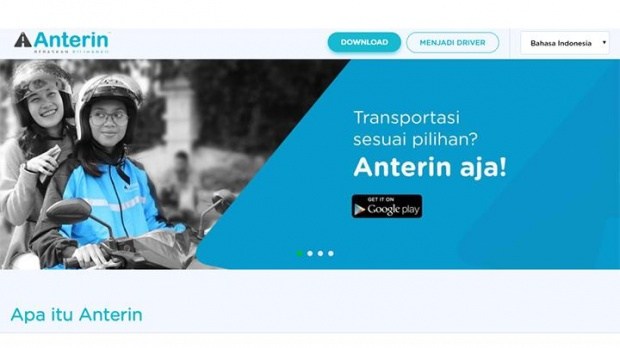 Anterin
DOWNLOAD
MENJADI DRIVER
Bahasa Indonesia
Transportasi
sesuai pilihan?
Anterin aja!
GET IT ON
Google play
Apa itu Anterin